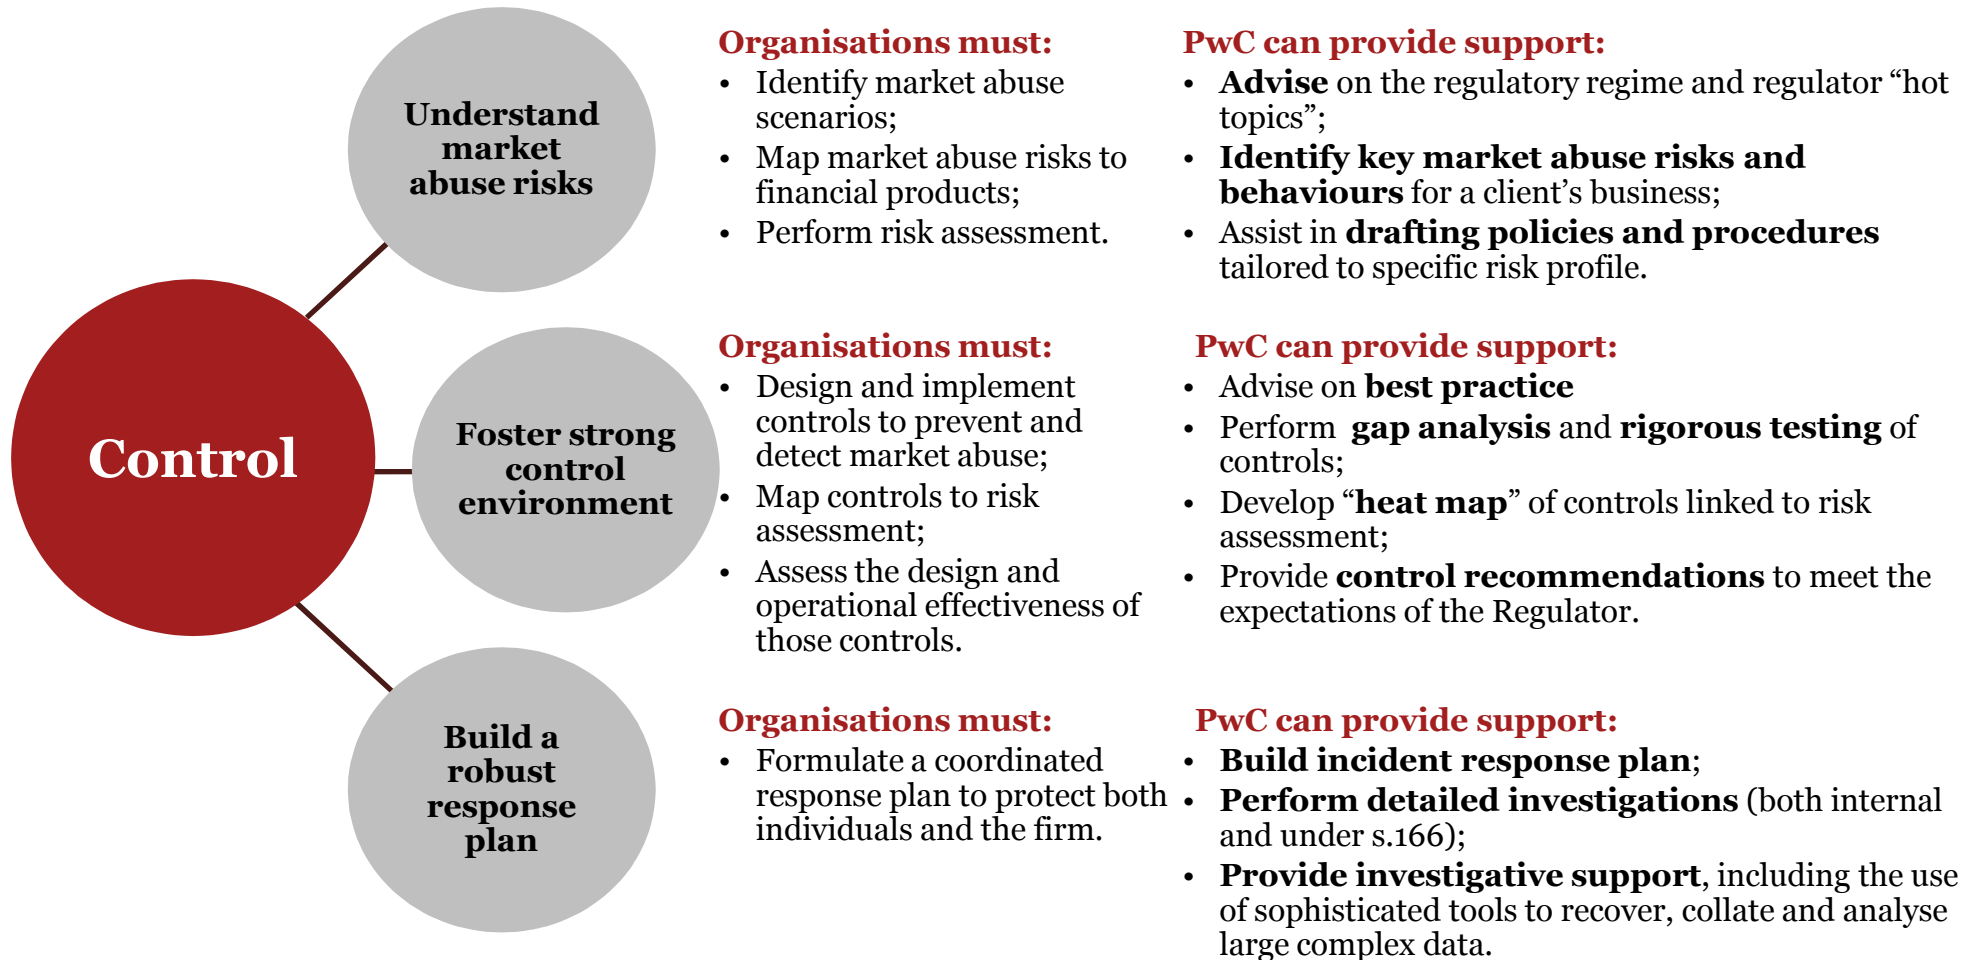 Control
Understand
market
abuse risks
Organisations must:
• Identify market abuse
scenarios;
• Map market abuse risks to
financial products;
• Perform risk assessment.
PwC can provide support:
• Advise on the regulatory regime and regulator “hot
topics”;
• Identify key market abuse risks and
behaviours for a client’s business;
• Assist in drafting policies and procedures
tailored to specific risk profile.
Foster strong
control
environment
Organisations must:
• Design and implement
controls to prevent and
detect market abuse;
• Map controls to risk
assessment;
• Assess the design and
operational effectiveness of
those controls.
PwC can provide support:
• Advise on best practice
• Perform gap analysis and rigorous testing of
controls;
• Develop “heat map” of controls linked to risk
assessment;
• Provide control recommendations to meet the
expectations of the Regulator.
Build a
robust
response
plan
Organisations must:
• Formulate a coordinated
response plan to protect both
individuals and the firm.
PwC can provide support:
• Build incident response plan;
• Perform detailed investigations (both internal
and under s.166);
• Provide investigative support, including the use
of sophisticated tools to recover, collate and analyse
large complex data.